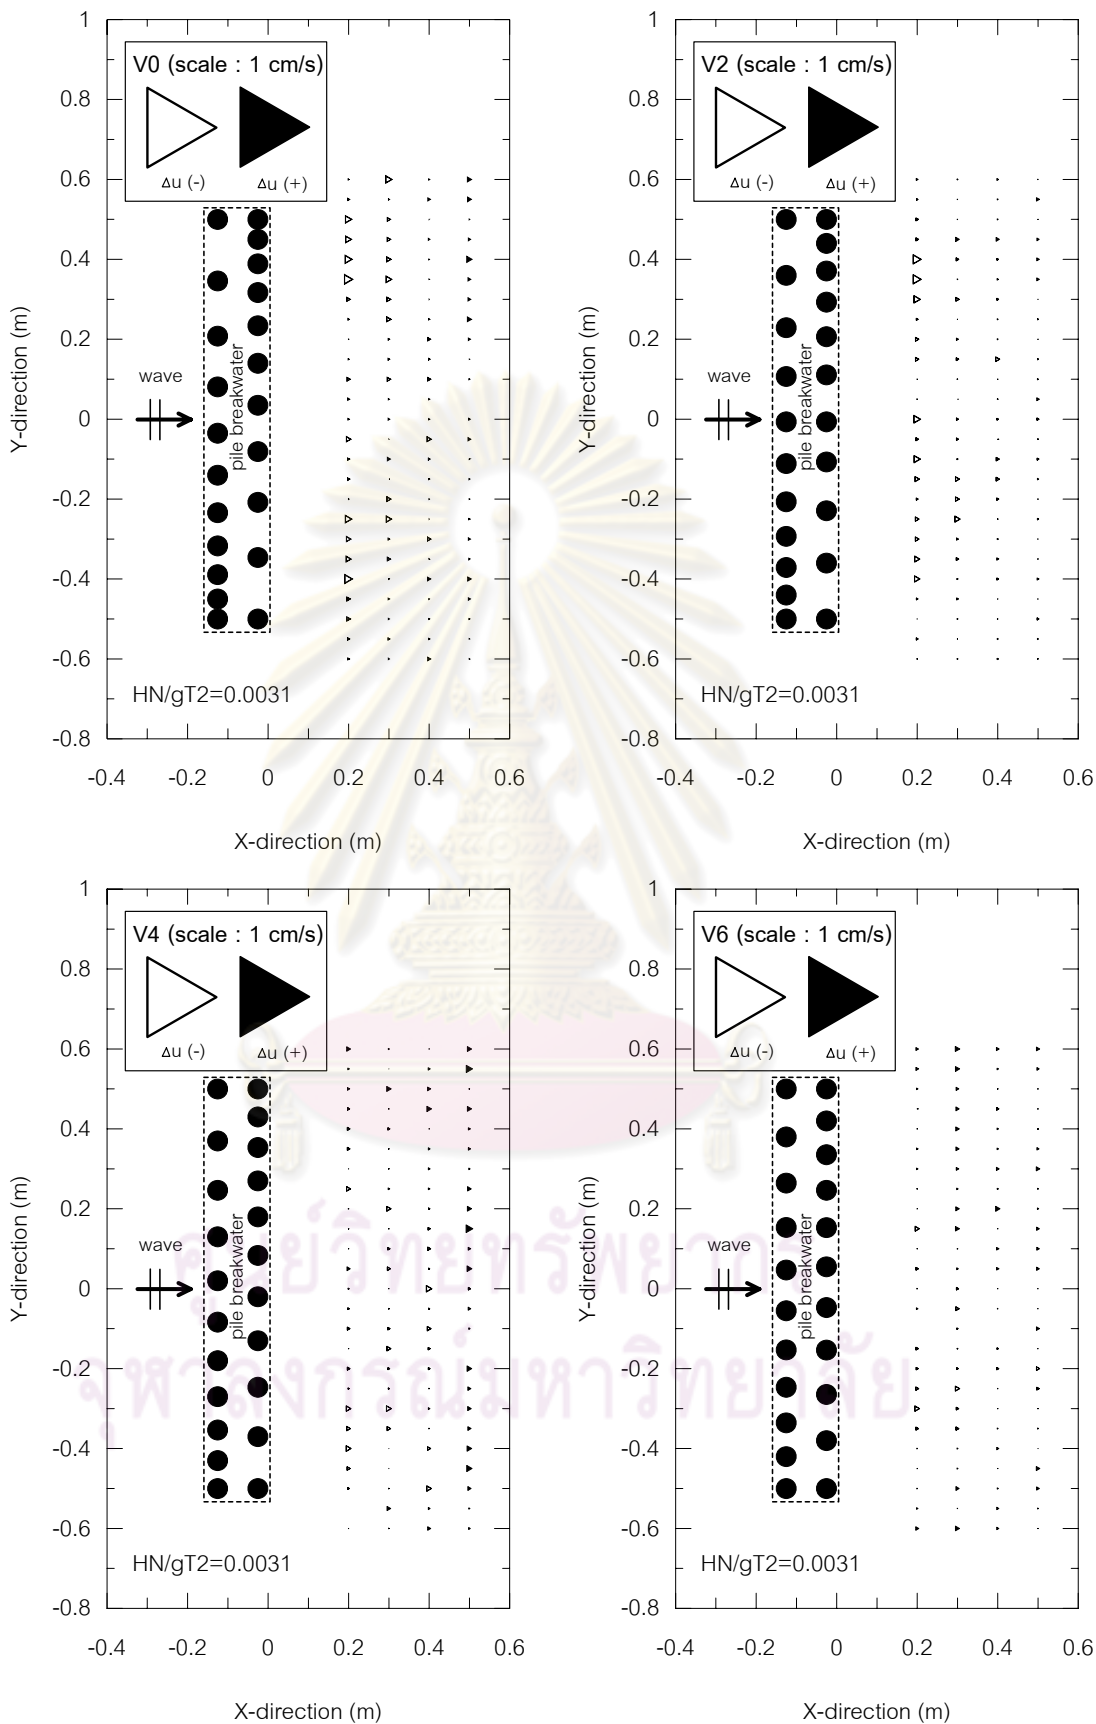 V0 (scale : 1 cm/s)
Δu (-)
Δu (+)
1
0.8
0.6
0.4
0.2
0
-0.2
-0.4
-0.6
-0.8
Y-direction (m)
wave
pile breakwater
HN/gT2=0.0031
-0.4
-0.2
0
0.2
0.4
0.6
X-direction (m)
V2 (scale : 1 cm/s)
Δu (-)
Δu (+)
1
0.8
0.6
0.4
0.2
0
-0.2
-0.4
-0.6
-0.8
Y-direction (m)
wave
pile breakwater
HN/gT2=0.0031
-0.4
-0.2
0
0.2
0.4
0.6
X-direction (m)
V4 (scale : 1 cm/s)
Δu (-)
Δu (+)
1
0.8
0.6
0.4
0.2
0
-0.2
-0.4
-0.6
-0.8
Y-direction (m)
wave
pile breakwater
HN/gT2=0.0031
-0.4
-0.2
0
0.2
0.4
0.6
X-direction (m)
V6 (scale : 1 cm/s)
Δu (-)
Δu (+)
1
0.8
0.6
0.4
0.2
0
-0.2
-0.4
-0.6
-0.8
Y-direction (m)
wave
pile breakwater
HN/gT2=0.0031
-0.4
-0.2
0
0.2
0.4
0.6
X-direction (m)
ศูนย์วิทยทรัพยากร
จุฬาลงกรณ์มหาวิทยาลัย